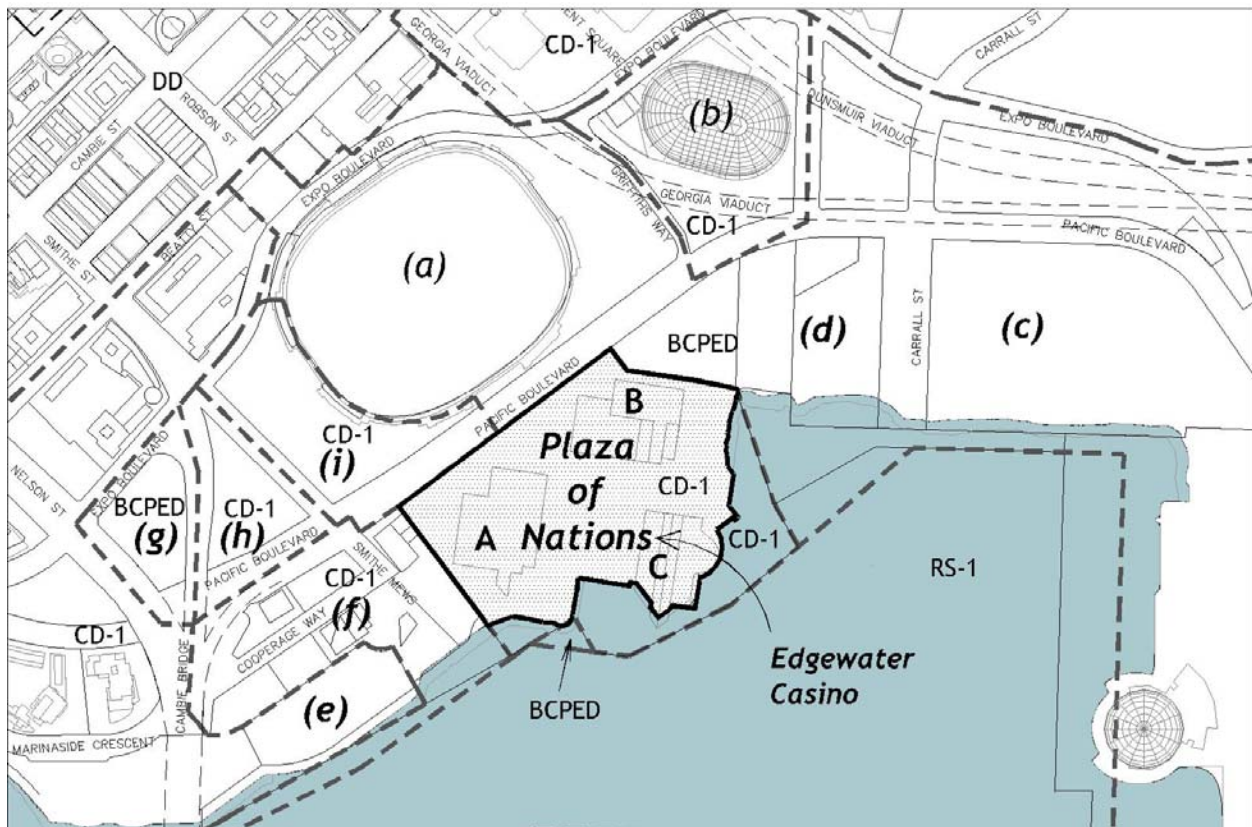 CD-1
GEORGIA VIADUCT
EXPO BOULEVARD
CARRALL ST
DD
ROBSON ST
CAMBIE ST
(b)
DUNSMUIR VIADUCT
EXPO BOULEVARD
EXPO BOULEVARD
GRIFFITHS WAY
GEORGIA VIADUCT
CD-1
PACIFIC BOULEVARD
SMITHE ST
BEATTY ST
(a)
CARRALL ST
(d)
(c)
BCPED
PACIFIC BOULEVARD
B
CD-1
(i)
Plaza
of
Nations
CD-1
NELSON ST
EXPO BOULEVARD
BCPED
(g)
CD-1
(h)
PACIFIC BOULEVARD
A
C
CD-1
SMITHE MEWS
RS-1
CD-1
(f)
COOPERAGE WAY
CD-1
CAMBIE BRIDGE
Edgewater
Casino
BCPED
(e)
MARINASIDE CRESCENT